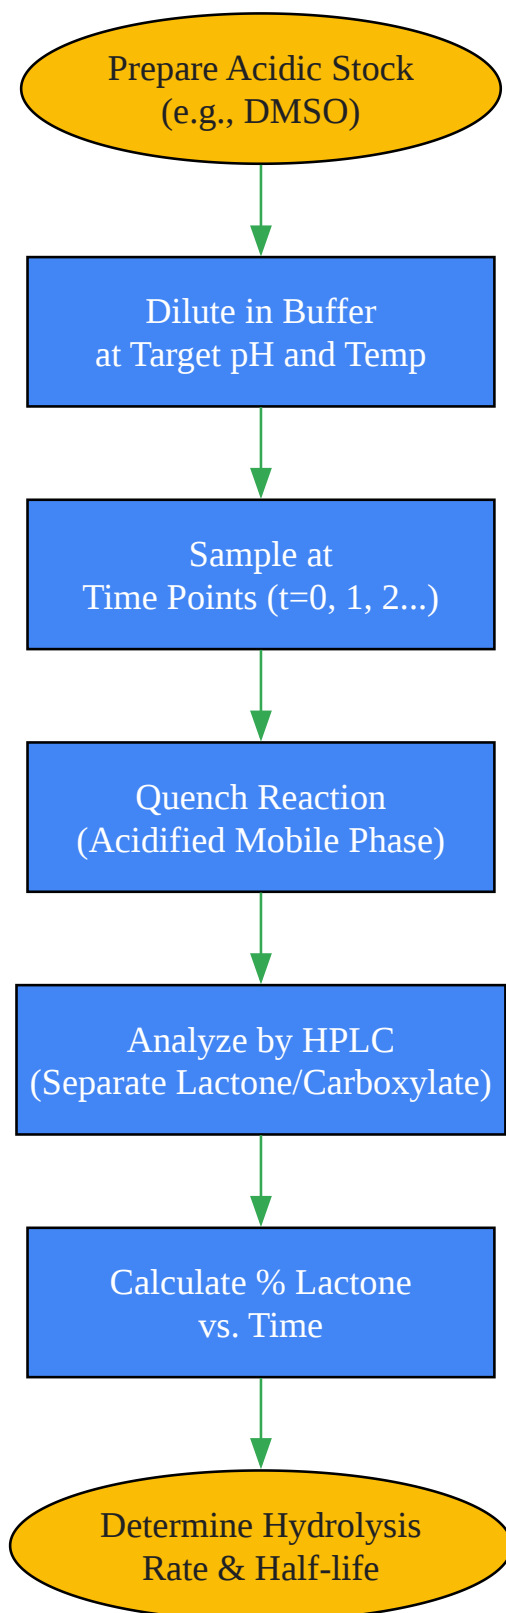 Prepare Acidic Stock
(e.g., DMSO)
Dilute in Buffer
at Target pH and Temp
Sample at
Time Points (t=0, 1, 2...)
Quench Reaction
(Acidified Mobile Phase)
Analyze by HPLC
(Separate Lactone/Carboxylate)
Calculate % Lactone
vs. Time
Determine Hydrolysis
Rate & Half-life